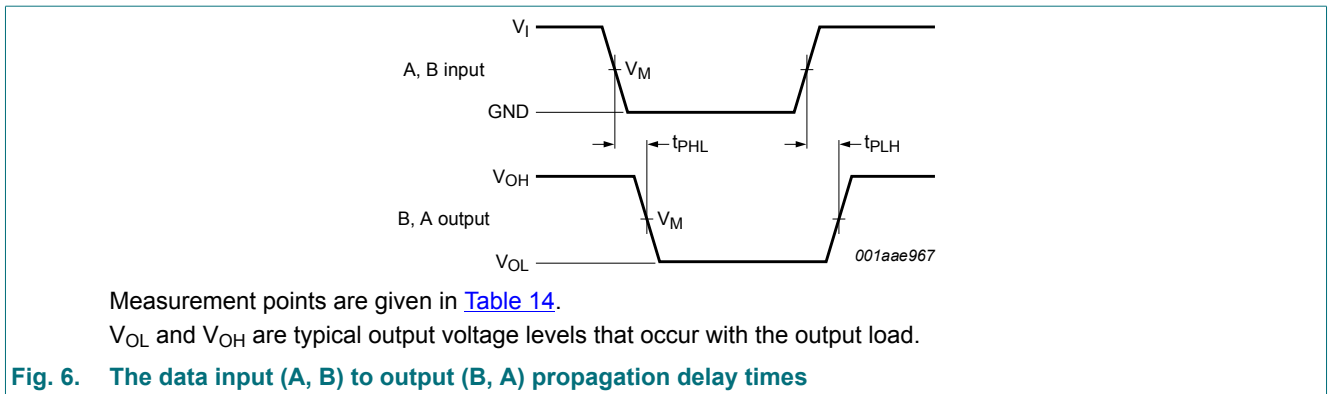 V_I
A, B input
V_M
GND
t_PHL
t_PLH
V_OH
B, A output
V_M
V_OL
001aae967
Measurement points are given in Table 14.
V_OL and V_OH are typical output voltage levels that occur with the output load.
Fig. 6. The data input (A, B) to output (B, A) propagation delay times